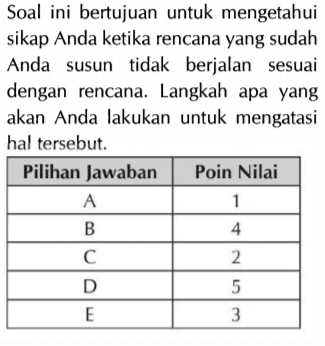 Soal ini bertujuan untuk mengetahui
sikap Anda ketika rencana yang sudah
Anda susun tidak berjalan sesuai
dengan rencana. Langkah apa yang
akan Anda lakukan untuk mengatasi
hal tersebut.
Pilihan Jawaban Poin Nilai
A 1
B 4
C 2
D 5
E 3